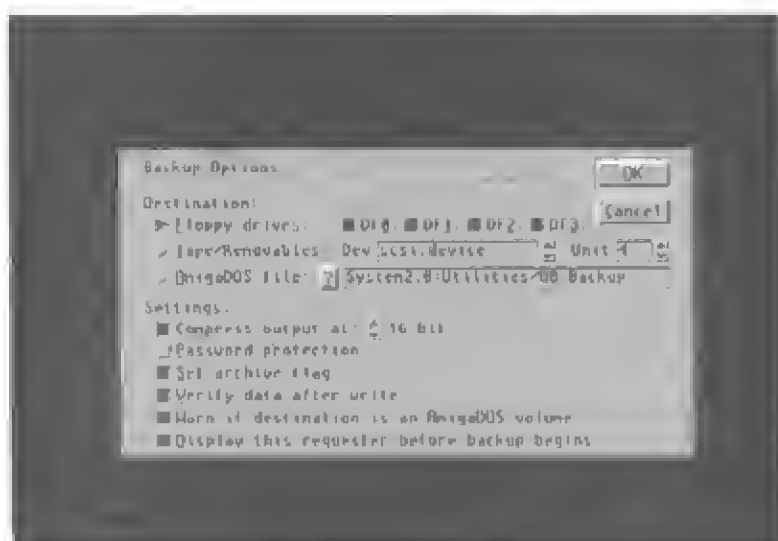 Backup Options
OK
Destination:
Floppy drives: DF0: DF1: DF2: DF3:
Cancel
Tape/Removables: Dev scsi.device Unit 4
AmigaDOS file: ? System2.0:Utilities/ Backup
Settings:
Compress output at: 16 bit
Password protection
Set archive flag
Verify data after write
Warn if destination is an AmigaDOS volume
Display this requester before backup begins